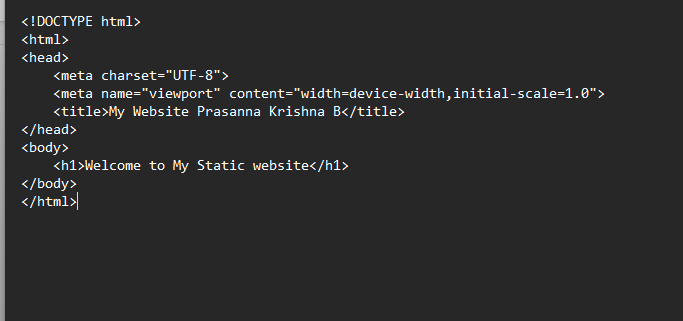 <!DOCTYPE html>
<html>
<head>
    <meta charset="UTF-8">
    <meta name="viewport" content="width=device-width,initial-scale=1.0">
    <title>My Website Prasanna Krishna B</title>
</head>
<body>
    <h1>Welcome to My Static website</h1>
</body>
</html>